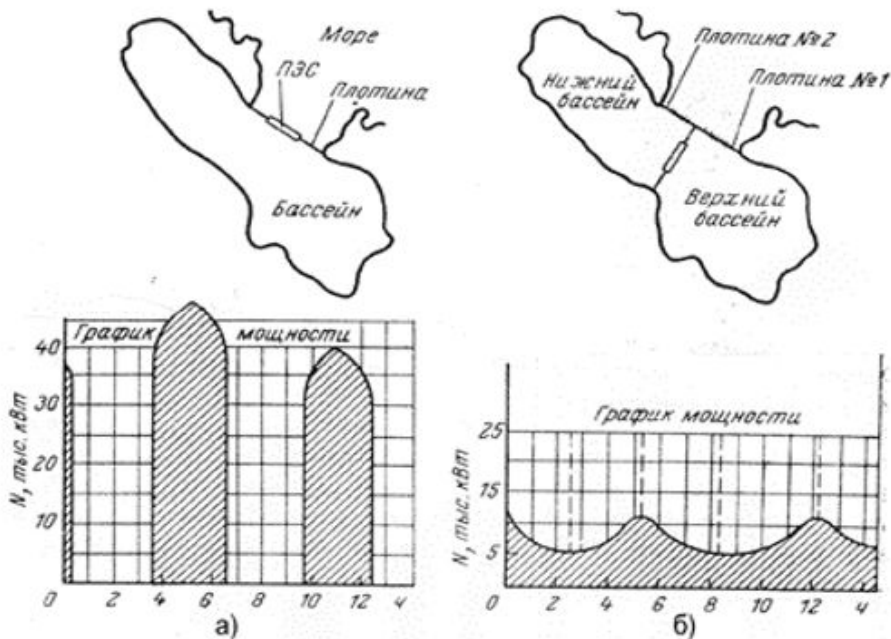 Море
ПЭС
Плотина
Бассейн
График мощности
N, тыс. кВт
40
30
20
10
0 2 4 6 8 10 12 ч
а)
Плотина №2
Плотина №1
Нижний
бассейн
Верхний
бассейн
График мощности
N, тыс. кВт
25
15
5
0 2 4 6 8 10 12 ч
б)